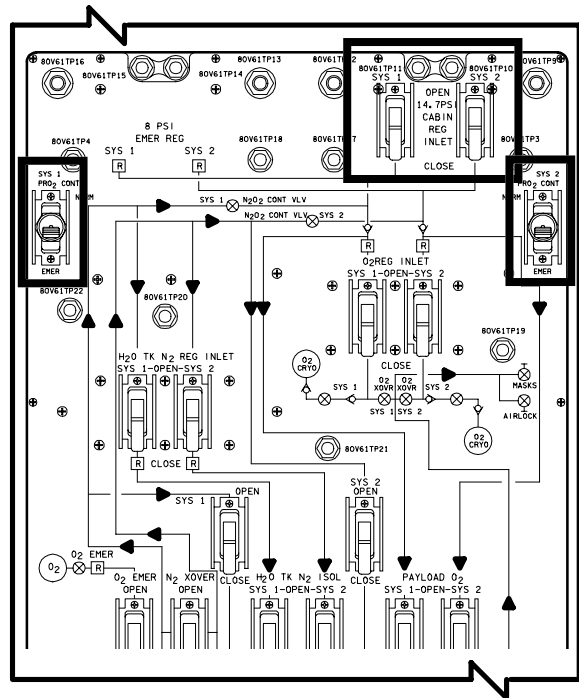 80V61TP16
80V61TP15
80V61TP13
80V61TP14
80V61TP11
SYS 1
80V61TP10
SYS 2
80V61TP9
OPEN
14.7PSI
CABIN
REG
INLET
CLOSE
8 PSI
EMER REG
SYS 1 SYS 2
R R
80V61TP4
80V61TP18
80V61TP3
SYS 1
PRO2 CONT
NORM
EMER
SYS 2
PRO2 CONT
EMER
SYS 1 N2O2 CONT VLV
N2O2 CONT VLV SYS 2
R R
O2REG INLET
SYS 1-OPEN-SYS 2
CLOSE
80V61TP22
80V61TP20
80V61TP19
H2O TK N2 REG INLET
SYS 1-OPEN-SYS 2
R CLOSE R
O2
CRYO
SYS 1
O2
XOVR
O2
XOVR
SYS 2
SYS 1 SYS 2
MASKS
AIRLOCK
O2
CRYO
80V61TP21
SYS 1
OPEN
CLOSE
SYS 2
OPEN
CLOSE
O2
O2 EMER
R
O2 EMER
OPEN
N2 XOVER
OPEN
H2O TK N2 ISOL
SYS 1-OPEN-SYS 2
PAYLOAD O2
SYS 1-OPEN-SYS 2